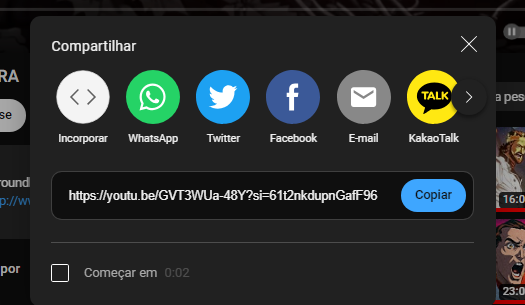 Compartilhar
RA
se
a pes
TALK
Incorporar
WhatsApp
Twitter
Facebook
E-mail
KakaoTalk
https://youtu.be/GVT3WUa-48Y?si=61t2nkdupnGafF96
Copiar
roundl
p://w
16:0
Começar em 0:02
por
23:0